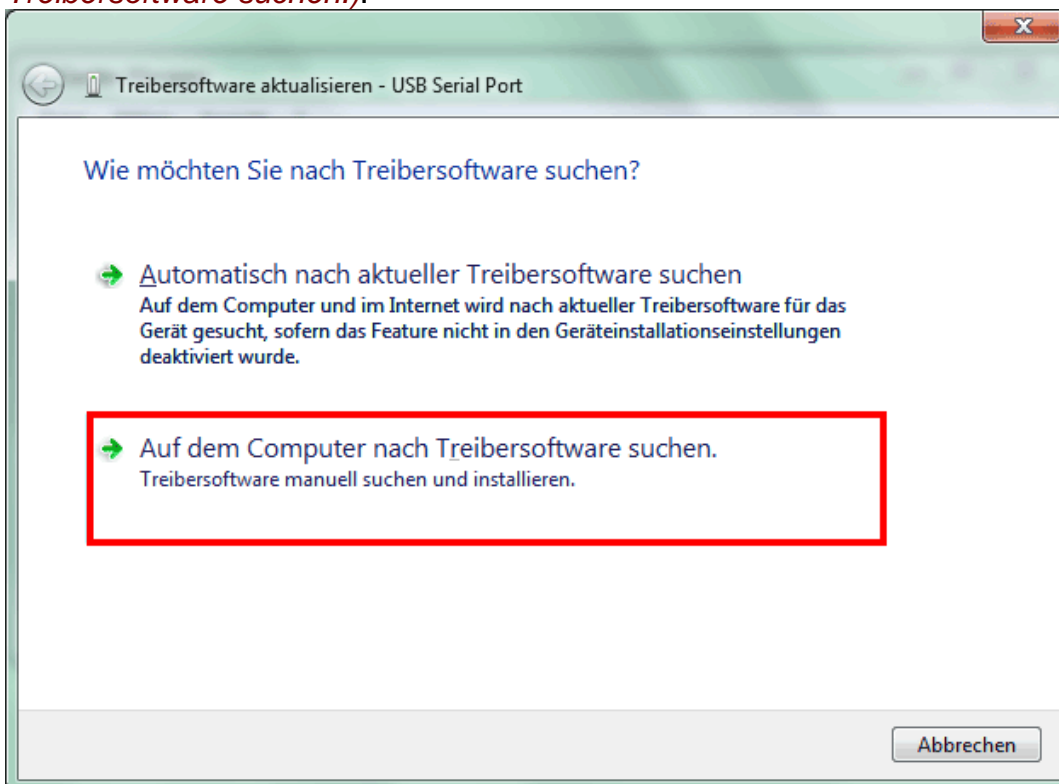 Treibersoftware suchen.).
Treibersoftware aktualisieren - USB Serial Port
Wie möchten Sie nach Treibersoftware suchen?
Automatisch nach aktueller Treibersoftware suchen
Auf dem Computer und im Internet wird nach aktueller Treibersoftware für das
Gerät gesucht, sofern das Feature nicht in den Geräteinstallationseinstellungen
deaktiviert wurde.
Auf dem Computer nach Treibersoftware suchen.
Treibersoftware manuell suchen und installieren.
Abbrechen